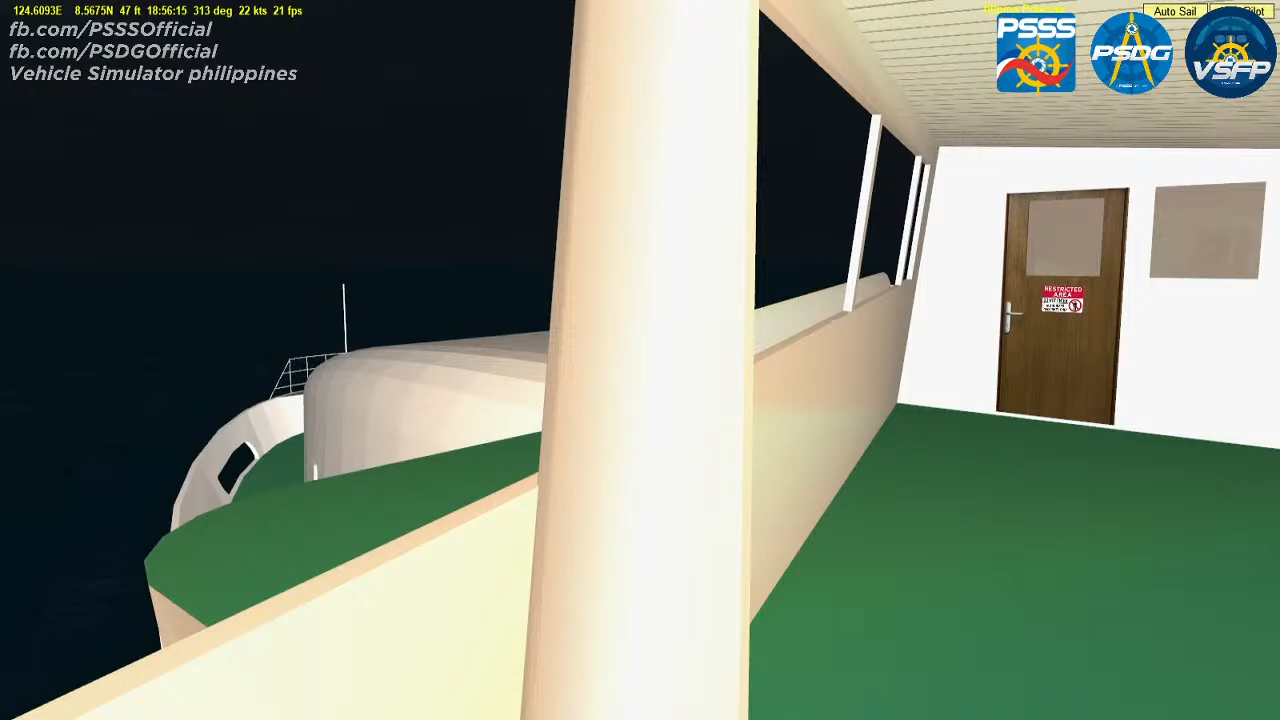 124.6093E 8.5675N 47 ft 18:56:15 313 deg 22 kts 21 fps
fb.com/PSSSOfficial
fb.com/PSDGOfficial
Vehicle Simulator philippines
Auto Sail
Pilot
PSSS
PSDG
VSFP
RESTRICTED
AREA